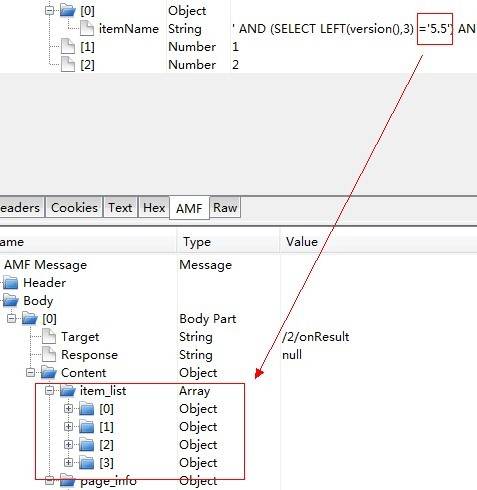 [0] Object
itemName String ' AND (SELECT LEFT(version(),3) ='5.5') AN
[1] Number 1
[2] Number 2
eaders Cookies Text Hex AMF Raw
ame Type Value
AMF Message Message
Header
Body
[0] Body Part
Target String /2/onResult
Response String null
Content Object
item_list Array
[0] Object
[1] Object
[2] Object
[3] Object
page_info Object